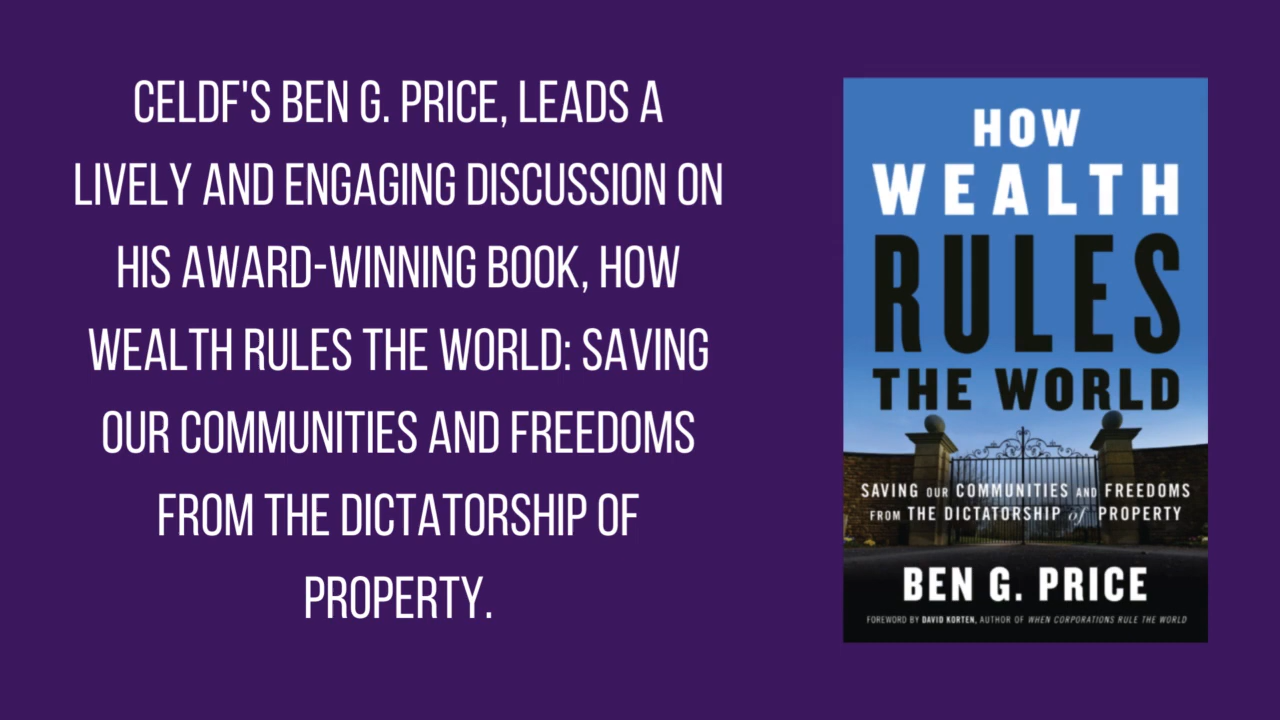 CELDF'S BEN G. PRICE, LEADS A
LIVELY AND ENGAGING DISCUSSION ON
HIS AWARD-WINNING BOOK, HOW
WEALTH RULES THE WORLD: SAVING
OUR COMMUNITIES AND FREEDOMS
FROM THE DICTATORSHIP OF
PROPERTY.
HOW
WEALTH
RULES
THE WORLD
SAVING OUR COMMUNITIES AND FREEDOMS
FROM THE DICTATORSHIP of PROPERTY
BEN G. PRICE
FOREWORD BY DAVID KORTEN, AUTHOR OF WHEN CORPORATIONS RULE THE WORLD